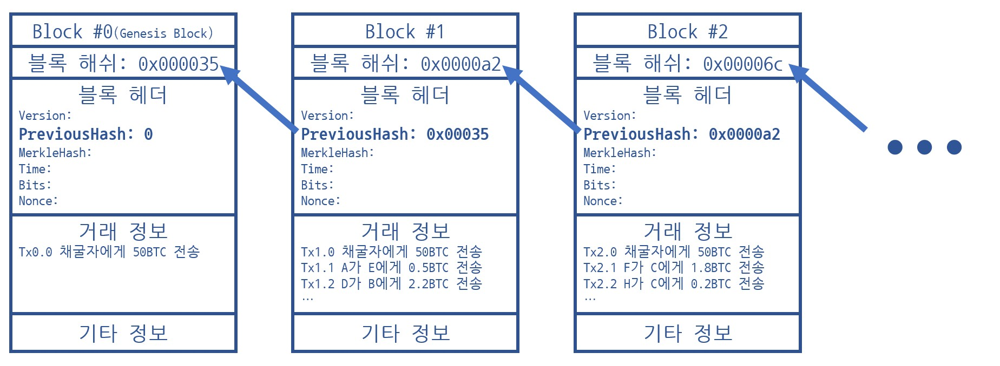 Block #0(Genesis Block)
블록 해쉬: 0x000035
블록 헤더
Version:
PreviousHash: 0
MerkleHash:
Time:
Bits:
Nonce:
거래 정보
Tx0.0 채굴자에게 50BTC 전송
기타 정보
Block #1
블록 해쉬: 0x0000a2
블록 헤더
Version:
PreviousHash: 0x00035
MerkleHash:
Time:
Bits:
Nonce:
거래 정보
Tx1.0 채굴자에게 50BTC 전송
Tx1.1 A가 E에게 0.5BTC 전송
Tx1.2 D가 B에게 2.2BTC 전송
…
기타 정보
Block #2
블록 해쉬: 0x00006c
블록 헤더
Version:
PreviousHash: 0x0000a2
MerkleHash:
Time:
Bits:
Nonce:
거래 정보
Tx2.0 채굴자에게 50BTC 전송
Tx2.1 F가 C에게 1.8BTC 전송
Tx2.2 H가 C에게 0.2BTC 전송
…
기타 정보